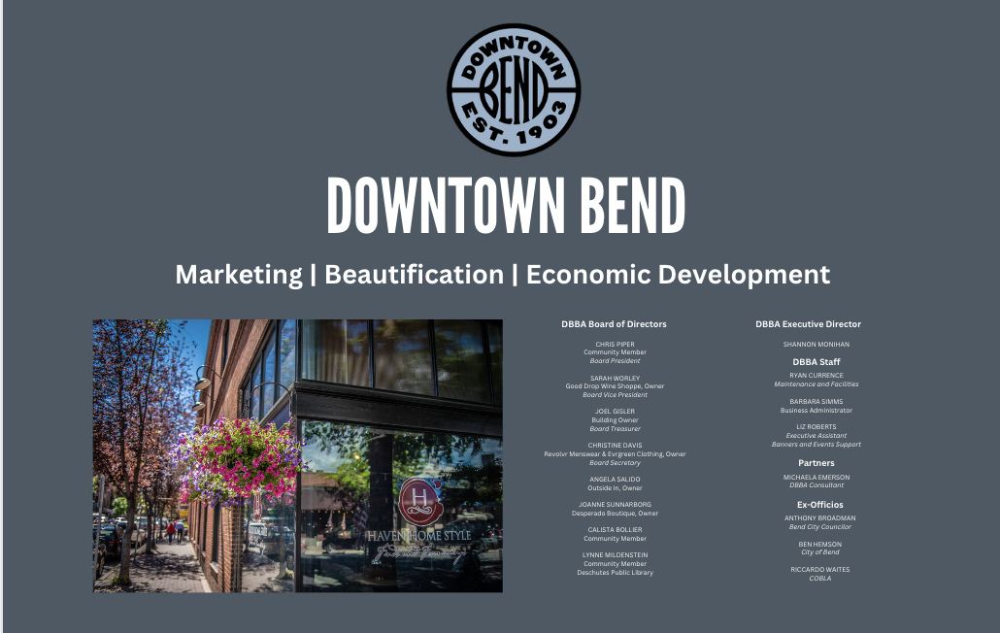 DOWNTOWN
BEND
EST. 1903
DOWNTOWN BEND
Marketing | Beautification | Economic Development
H
HAVEN HOME STYLE
DBBA Board of Directors
CHRIS PIPER
Community Member
Board President
SARAH WORLEY
Good Drop Wine Shoppe, Owner
Board Vice President
JOEL GISLER
Building Owner
Board Treasurer
CHRISTINE DAVIS
Revolvr Menswear & Evrgreen Clothing, Owner
Board Secretary
ANGELA SALIDO
Outside In, Owner
JOANNE SUNNARBORG
Desperado Boutique, Owner
CALISTA BOLLIER
Community Member
LYNNE MILDENSTEIN
Community Member
Deschutes Public Library
DBBA Executive Director
SHANNON MONIHAN
DBBA Staff
RYAN CURRENCE
Maintenance and Facilities
BARBARA SIMMS
Business Administrator
LIZ ROBERTS
Executive Assistant
Banners and Events Support
Partners
MICHAELA EMERSON
DBBA Consultant
Ex-Officios
ANTHONY BROADMAN
Bend City Councilor
BEN HEMSON
City of Bend
RICCARDO WAITES
COBLA